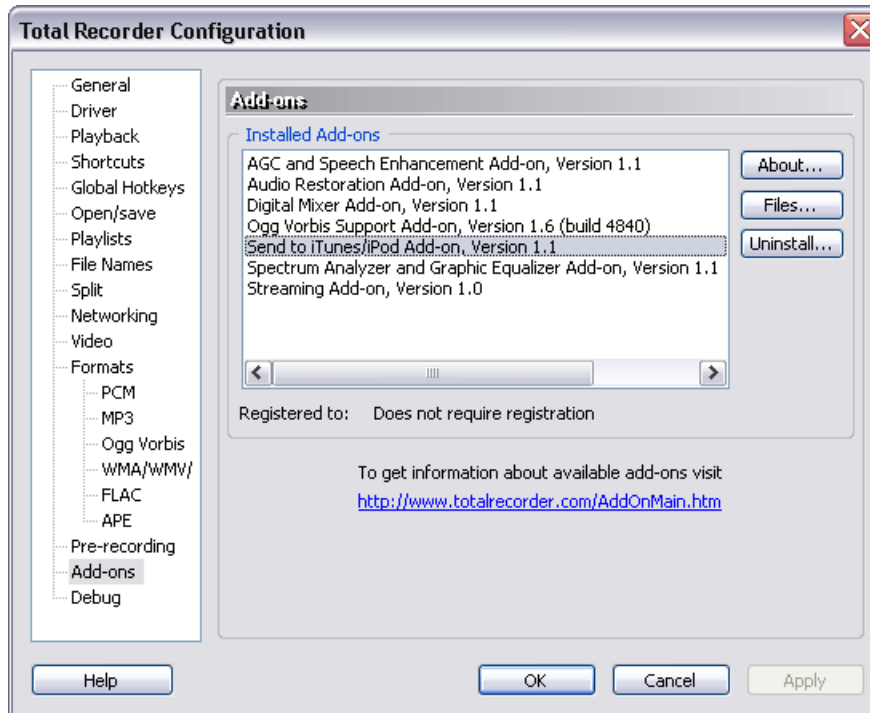 Total Recorder Configuration
General
Driver
Playback
Shortcuts
Global Hotkeys
Open/save
Playlists
File Names
Split
Networking
Video
Formats
PCM
MP3
Ogg Vorbis
WMA/WMV/
FLAC
APE
Pre-recording
Add-ons
Debug
Add-ons
Installed Add-ons
AGC and Speech Enhancement Add-on, Version 1.1
Audio Restoration Add-on, Version 1.1
Digital Mixer Add-on, Version 1.1
Ogg Vorbis Support Add-on, Version 1.6 (build 4840)
Send to iTunes/iPod Add-on, Version 1.1
Spectrum Analyzer and Graphic Equalizer Add-on, Version 1.1
Streaming Add-on, Version 1.0
About...
Files...
Uninstall...
Registered to: Does not require registration
To get information about available add-ons visit
http://www.totalrecorder.com/AddOnMain.htm
Help
OK
Cancel
Apply